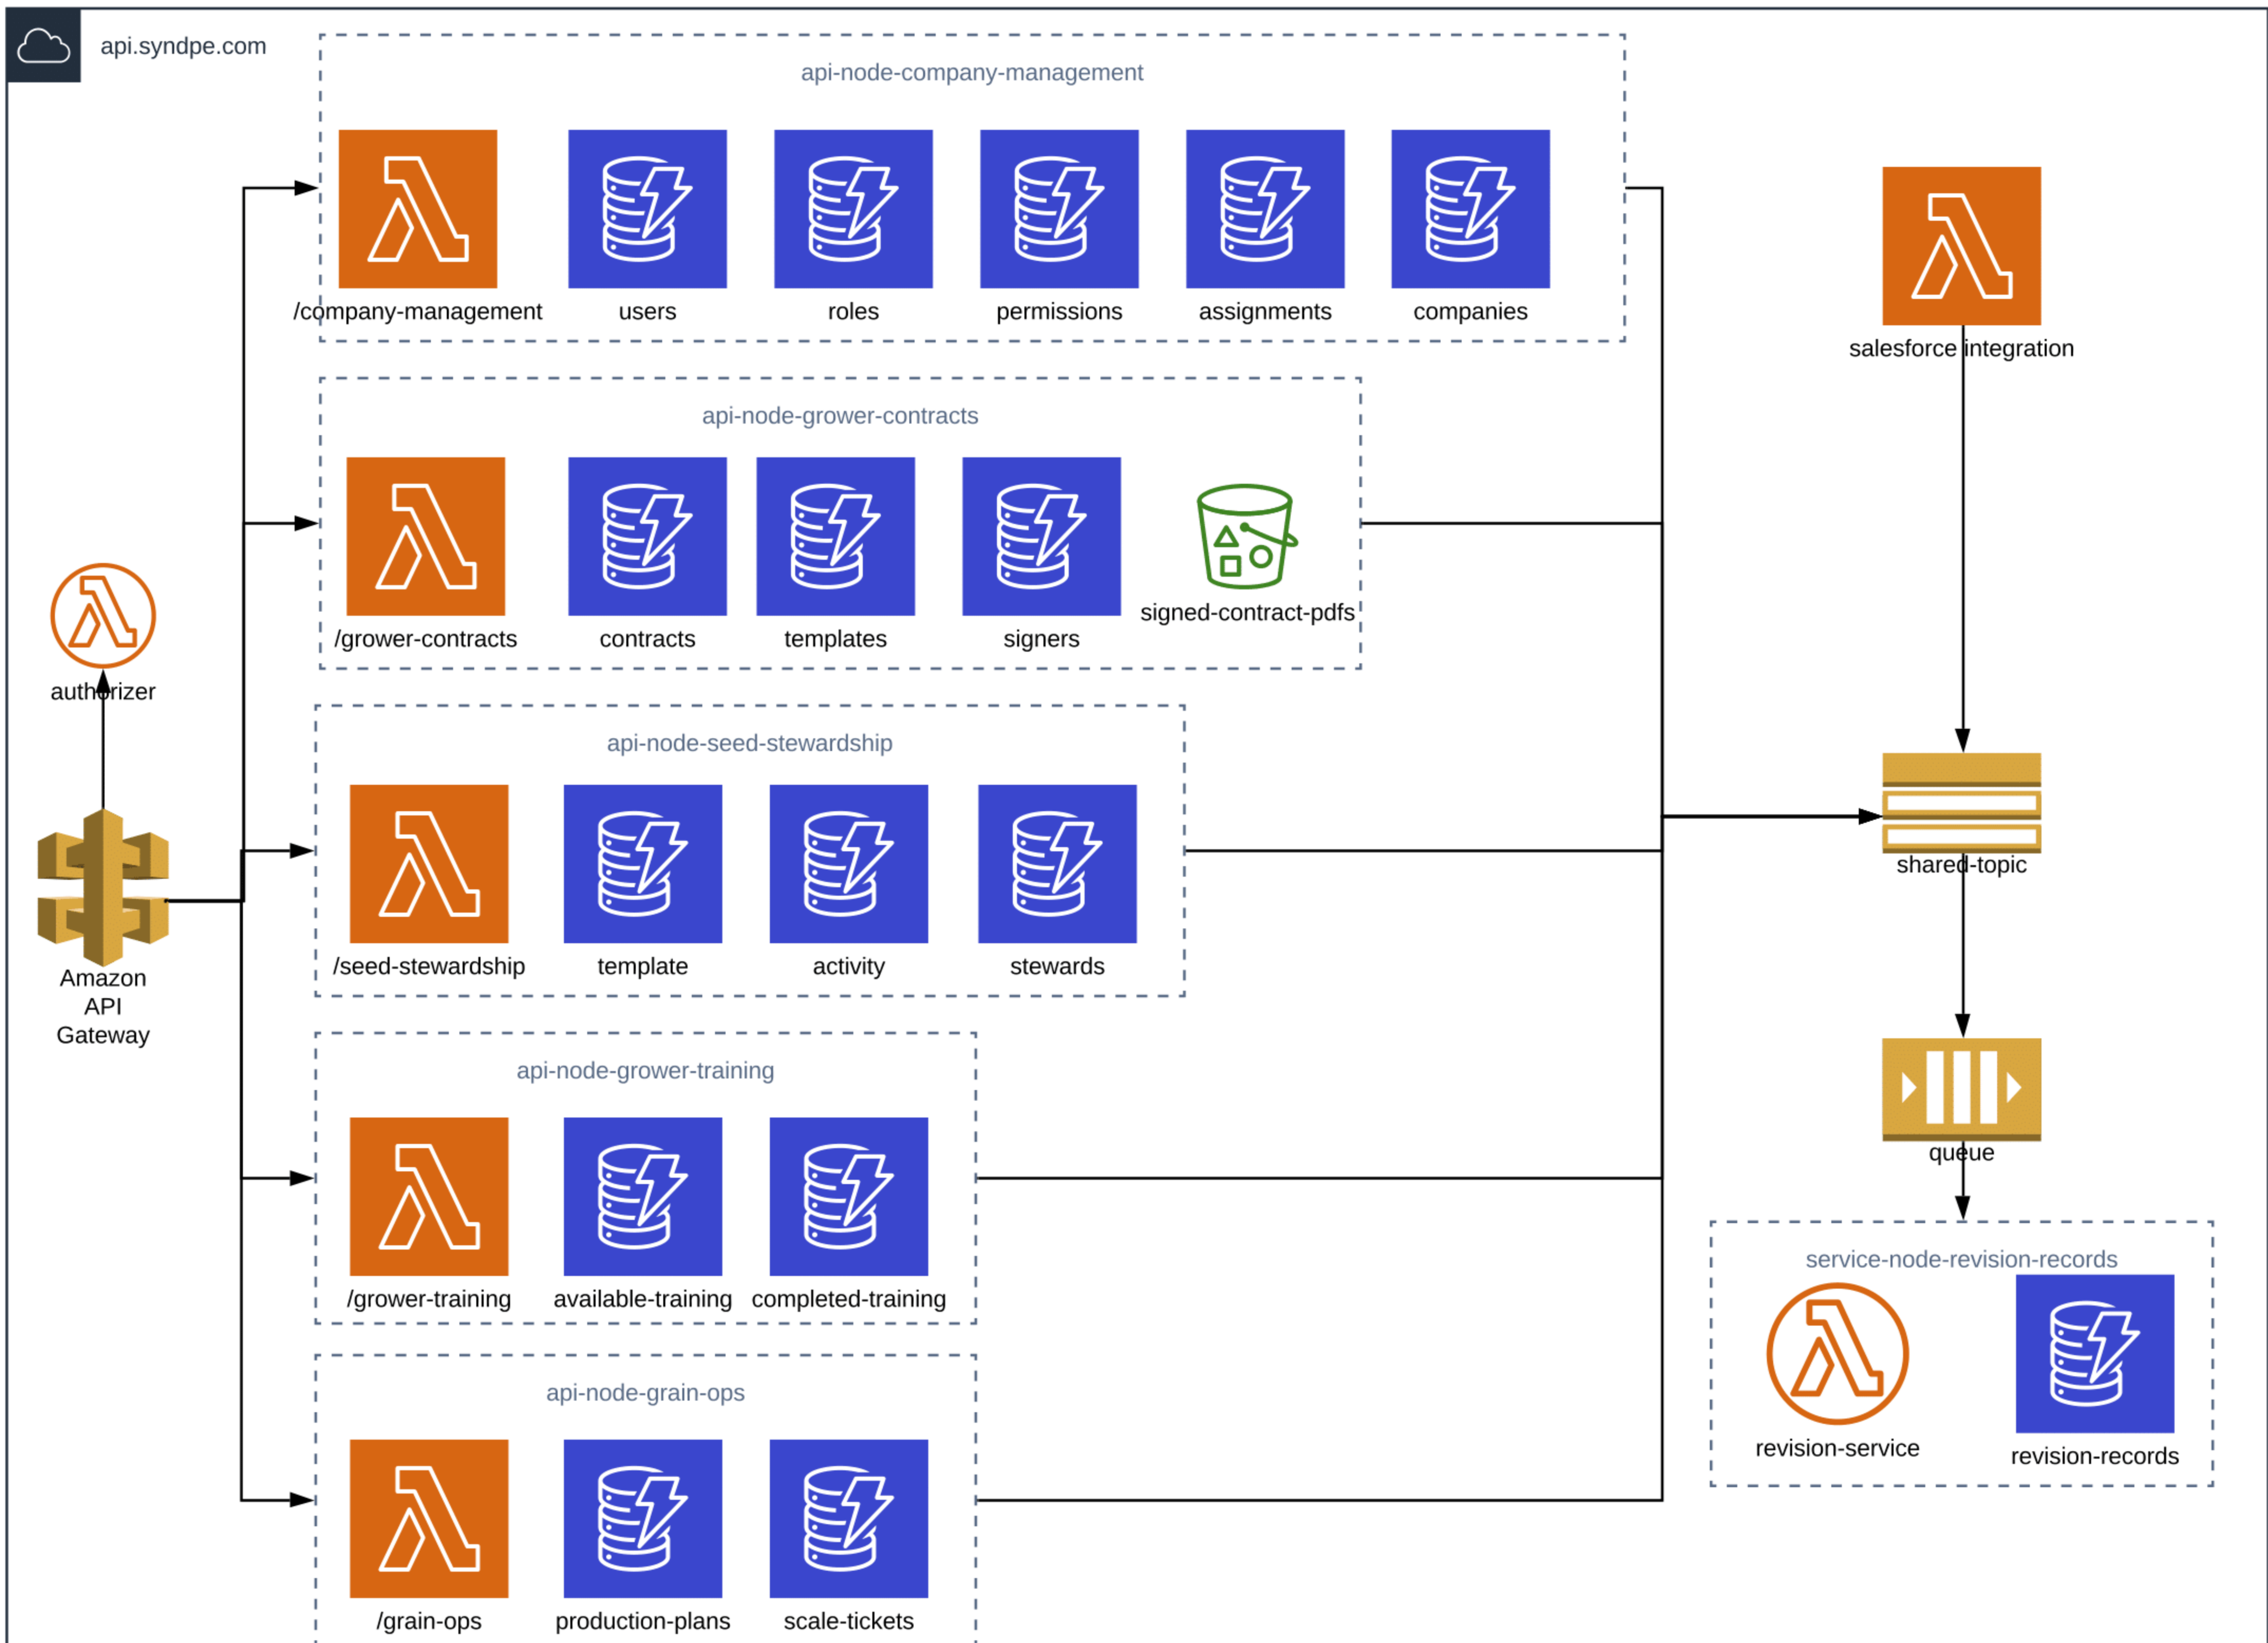 api.syndpe.com
api-node-company-management
/company-management
users
roles
permissions
assignments
companies
salesforce integration
api-node-grower-contracts
/grower-contracts
contracts
templates
signers
signed-contract-pdfs
authorizer
api-node-seed-stewardship
/seed-stewardship
template
activity
stewards
shared-topic
Amazon
API
Gateway
api-node-grower-training
/grower-training
available-training
completed-training
queue
service-node-revision-records
revision-service
revision-records
api-node-grain-ops
/grain-ops
production-plans
scale-tickets